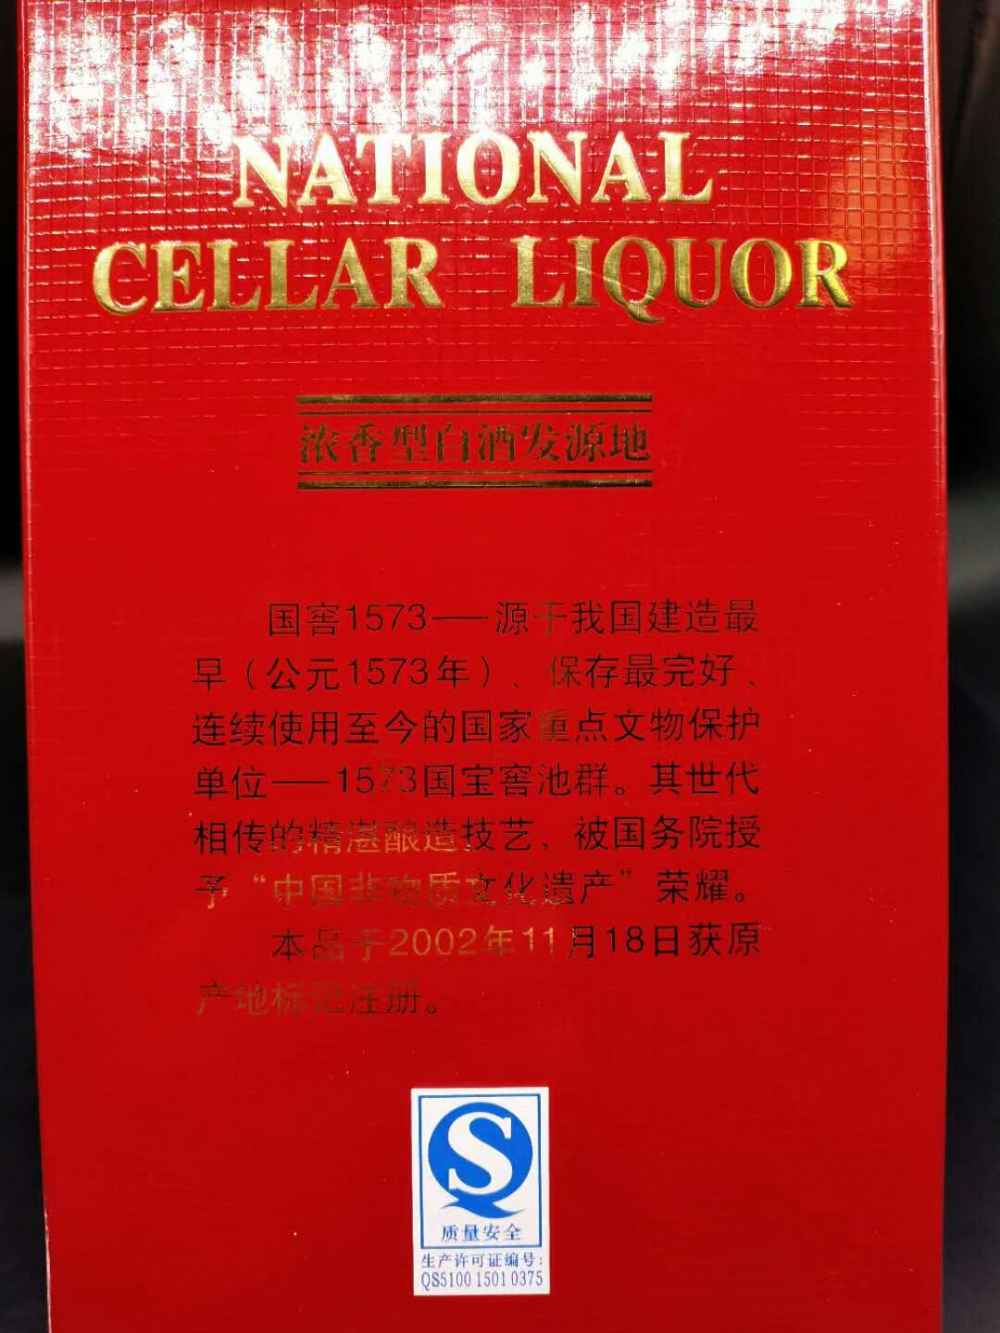 NATIONAL
CELLAR LIQUOR
浓香型白酒发源地
国窖1573——源于我国建造最
早（公元1573年）、保存最完好、
连续使用至今的国家重点文物保护
单位——1573国宝窖池群。其世代
相传的精湛酿造技艺，被国务院授
予“中国非物质文化遗产”荣耀。
本品于2002年11月18日获原
产地标记注册。
质量安全
生产许可证编号：
QS5100 1501 0375